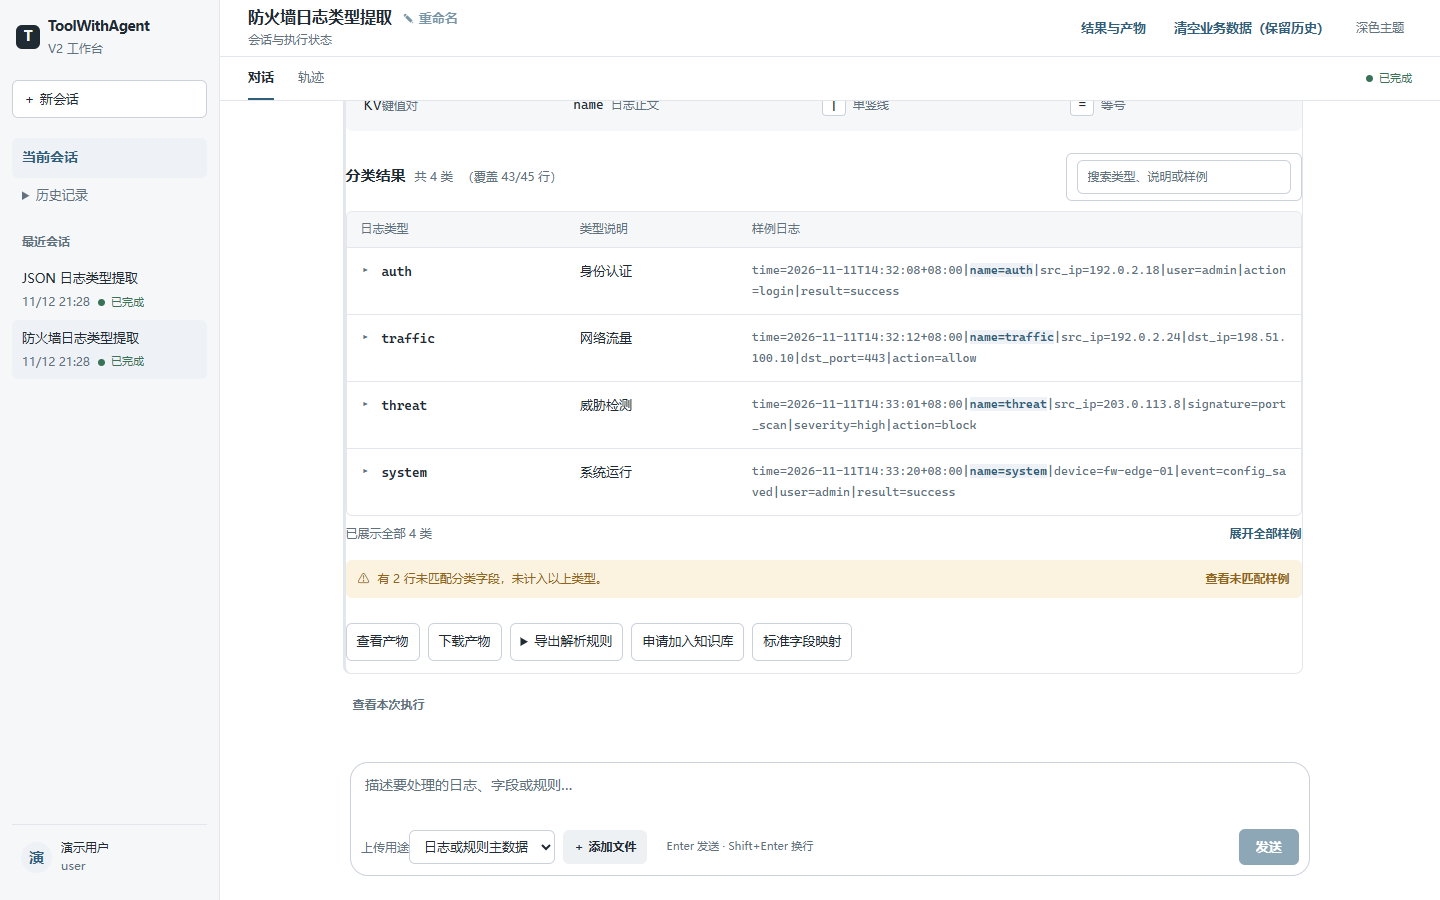 T
ToolWithAgent
V2 工作台
+ 新会话
当前会话
▶ 历史记录
最近会话
JSON 日志类型提取
11/12 21:28 ● 已完成
防火墙日志类型提取
11/12 21:28 ● 已完成
演
演示用户
user
防火墙日志类型提取 ✎ 重命名
会话与执行状态
结果与产物 清空业务数据（保留历史） 深色主题
对话 轨迹
● 已完成
KV键值对 name 日志正文 | 单竖线 = 等号
分类结果 共 4 类 （覆盖 43/45 行）
搜索类型、说明或样例
日志类型 类型说明 样例日志
auth 身份认证
time=2026-11-11T14:32:08+08:00|name=auth|src_ip=192.0.2.18|user=admin|action
=login|result=success
traffic 网络流量
time=2026-11-11T14:32:12+08:00|name=traffic|src_ip=192.0.2.24|dst_ip=198.51.
100.10|dst_port=443|action=allow
threat 威胁检测
time=2026-11-11T14:33:01+08:00|name=threat|src_ip=203.0.113.8|signature=port
_scan|severity=high|action=block
system 系统运行
time=2026-11-11T14:33:20+08:00|name=system|device=fw-edge-01|event=config_sa
ved|user=admin|result=success
已展示全部 4 类
展开全部样例
⚠ 有 2 行未匹配分类字段，未计入以上类型。
查看未匹配样例
查看产物 下载产物 ▶ 导出解析规则 申请加入知识库 标准字段映射
查看本次执行
描述要处理的日志、字段或规则...
上传用途 日志或规则主数据 + 添加文件 Enter 发送 · Shift+Enter 换行
发送